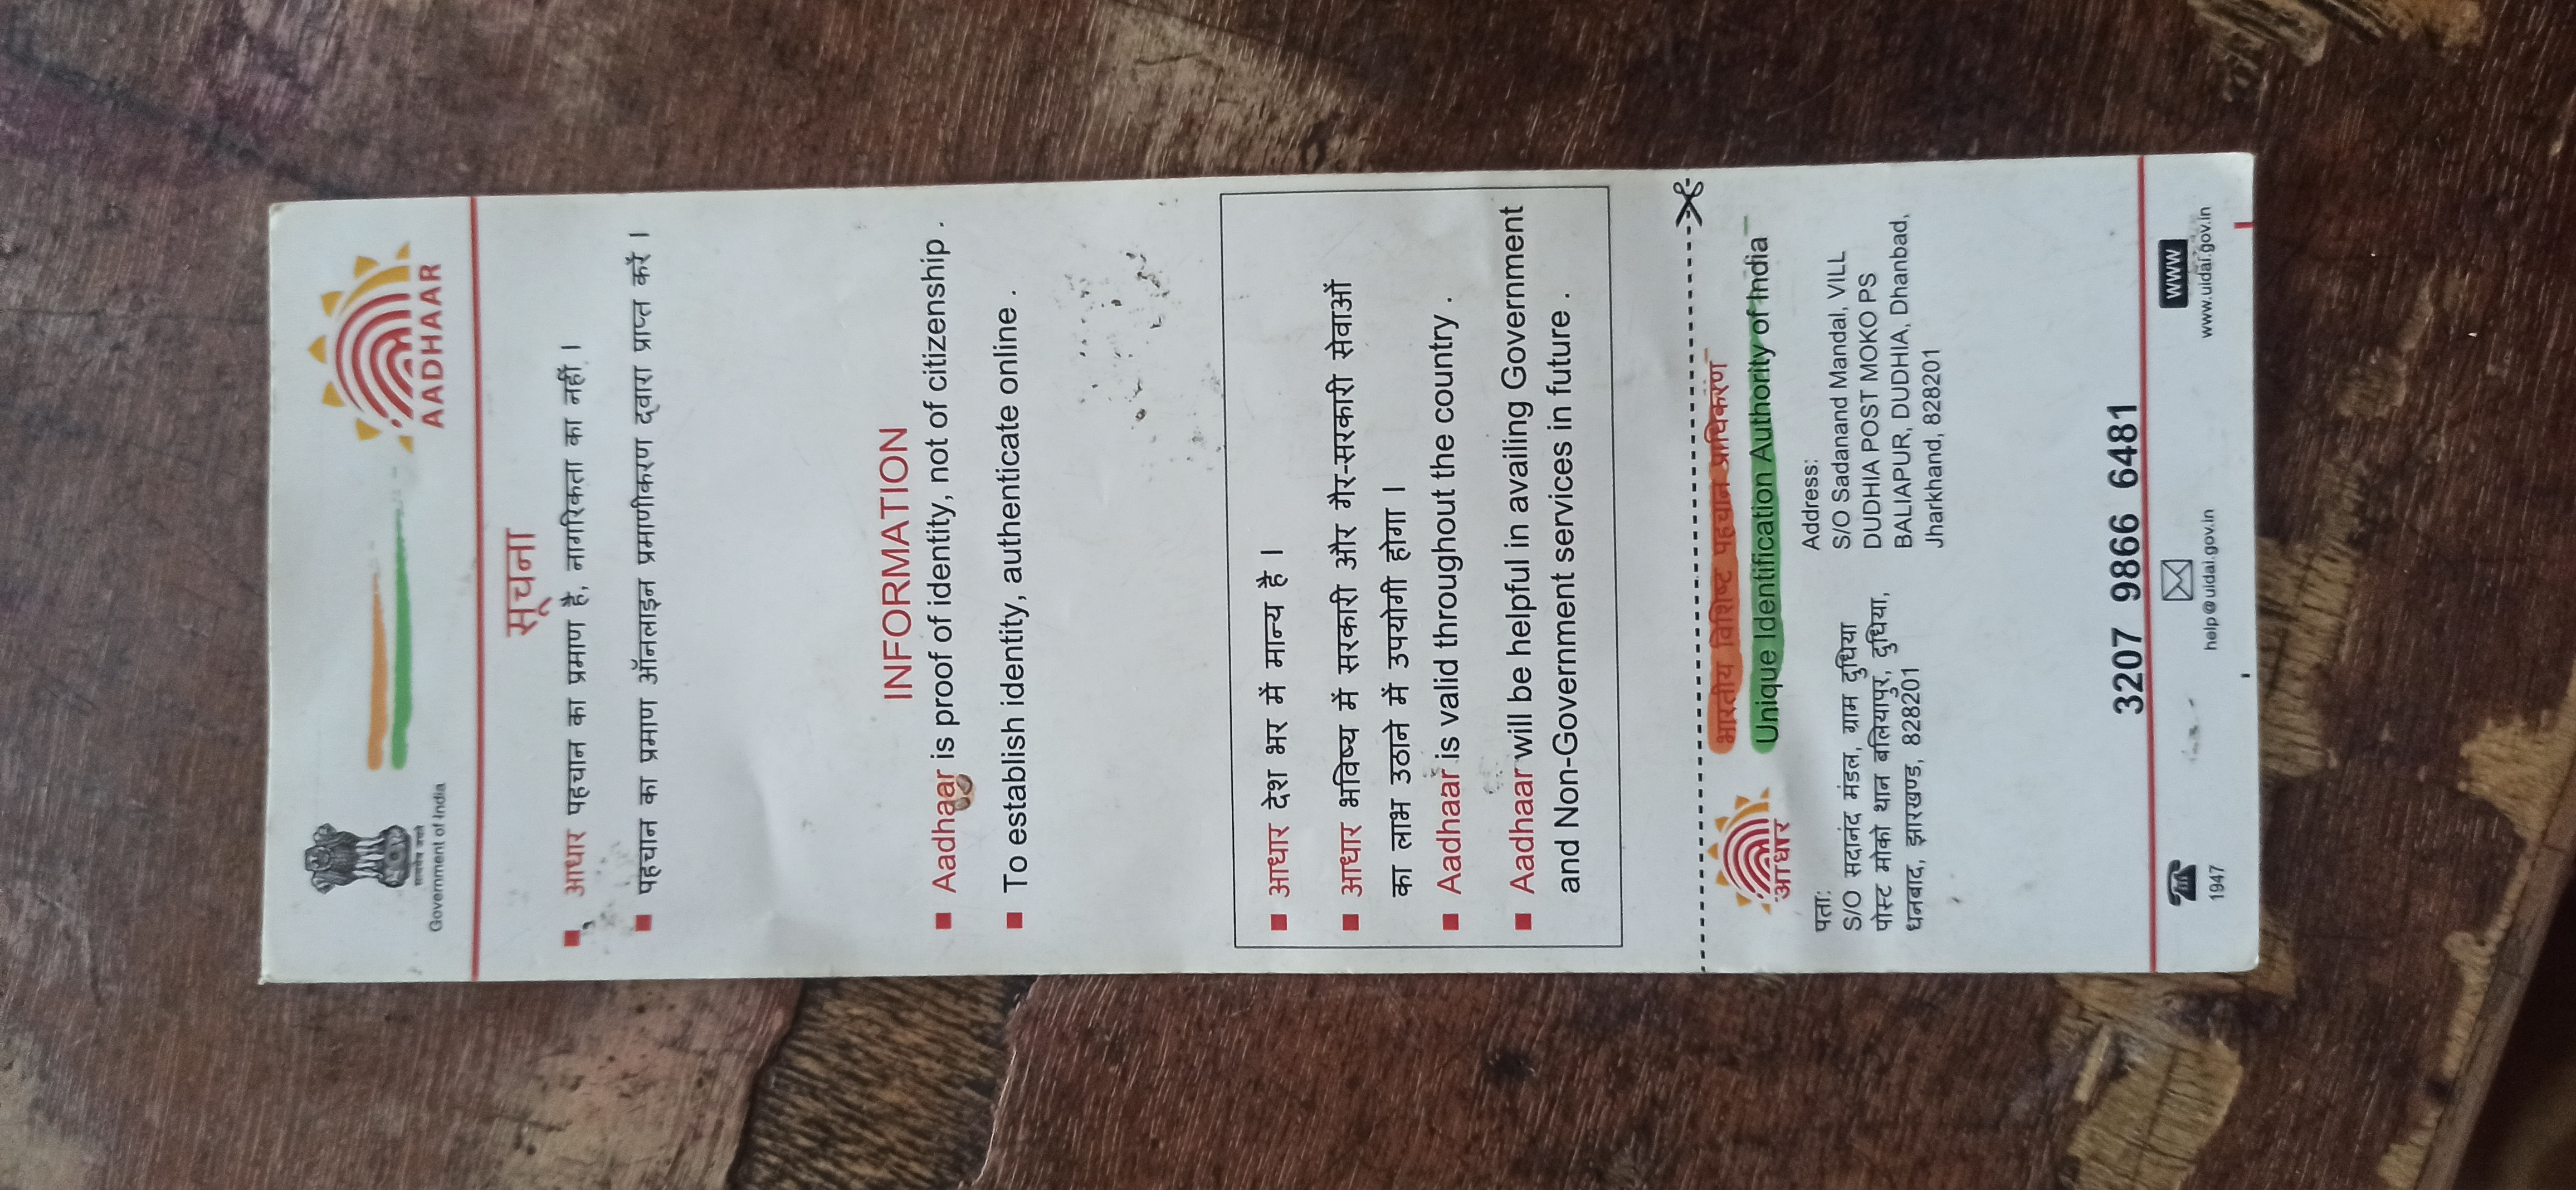 सत्यमेव जयते
Government of India
AADHAAR
सूचना
आधार पहचान का प्रमाण है, नागरिकता का नहीं ।
पहचान का प्रमाण ऑनलाइन प्रमाणीकरण द्वारा प्राप्त करें ।
INFORMATION
Aadhaar is proof of identity, not of citizenship .
To establish identity, authenticate online .
आधार देश भर में मान्य है ।
आधार भविष्य में सरकारी और गैर-सरकारी सेवाओं
का लाभ उठाने में उपयोगी होगा ।
Aadhaar is valid throughout the country .
Aadhaar will be helpful in availing Government
and Non-Government services in future .
आधार
भारतीय विशिष्ट पहचान प्राधिकरण
Unique Identification Authority of India
पता:
S/O सदानंद मंडल, ग्राम दुधिया
पोस्ट मोको थान बलियापुर, दुधिया,
धनबाद, झारखण्ड, 828201
Address:
S/O Sadanand Mandal, VILL
DUDHIA POST MOKO PS
BALIAPUR, DUDHIA, Dhanbad,
Jharkhand, 828201
3207 9866 6481
1947
help@uidai.gov.in
WWW
www.uidai.gov.in